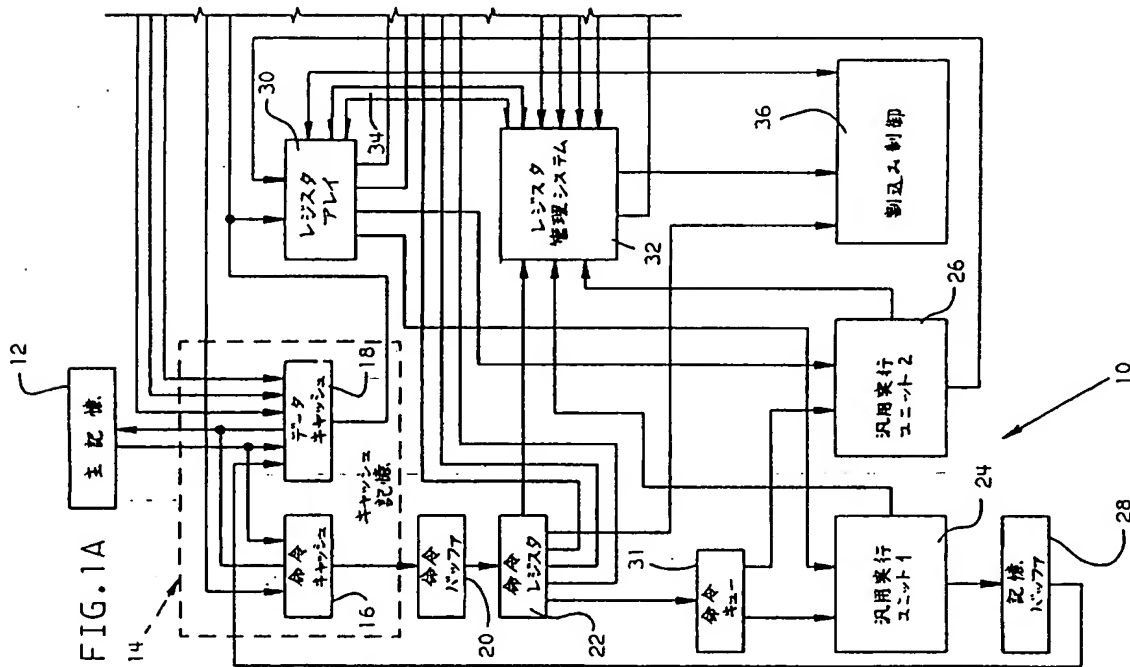 FIG.1A
14
12
主記憶
命令
キャッシュ
16
データ
キャッシュ
18
キャッシュ
記憶
命令
バッファ
20
命令
レジスタ
22
レジスタ
アレイ
30
34
レジスタ
管理システム
32
割込み制御
36
31
命令
キュー
汎用実行
ユニット1
24
汎用実行
ユニット2
26
記憶
バッファ
28
10